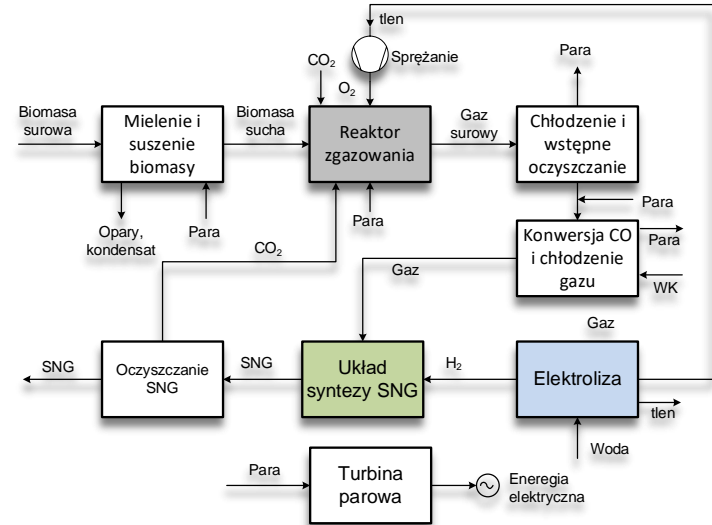 tlen
Sprężanie
CO2
O2
Para
Biomasa
surowa
Mielenie i
suszenie
biomasy
Biomasa
sucha
Reaktor
zgazowania
Gaz
surowy
Chłodzenie i
wstępne
oczyszczanie
Opary,
kondensat
Para
Para
Para
CO2
Gaz
Konwersja CO
i chłodzenie
gazu
Para
WK
Gaz
SNG
Oczyszczanie
SNG
SNG
Układ
syntezy SNG
H2
Elektroliza
tlen
Woda
Para
Turbina
parowa
Eneregia
elektryczna